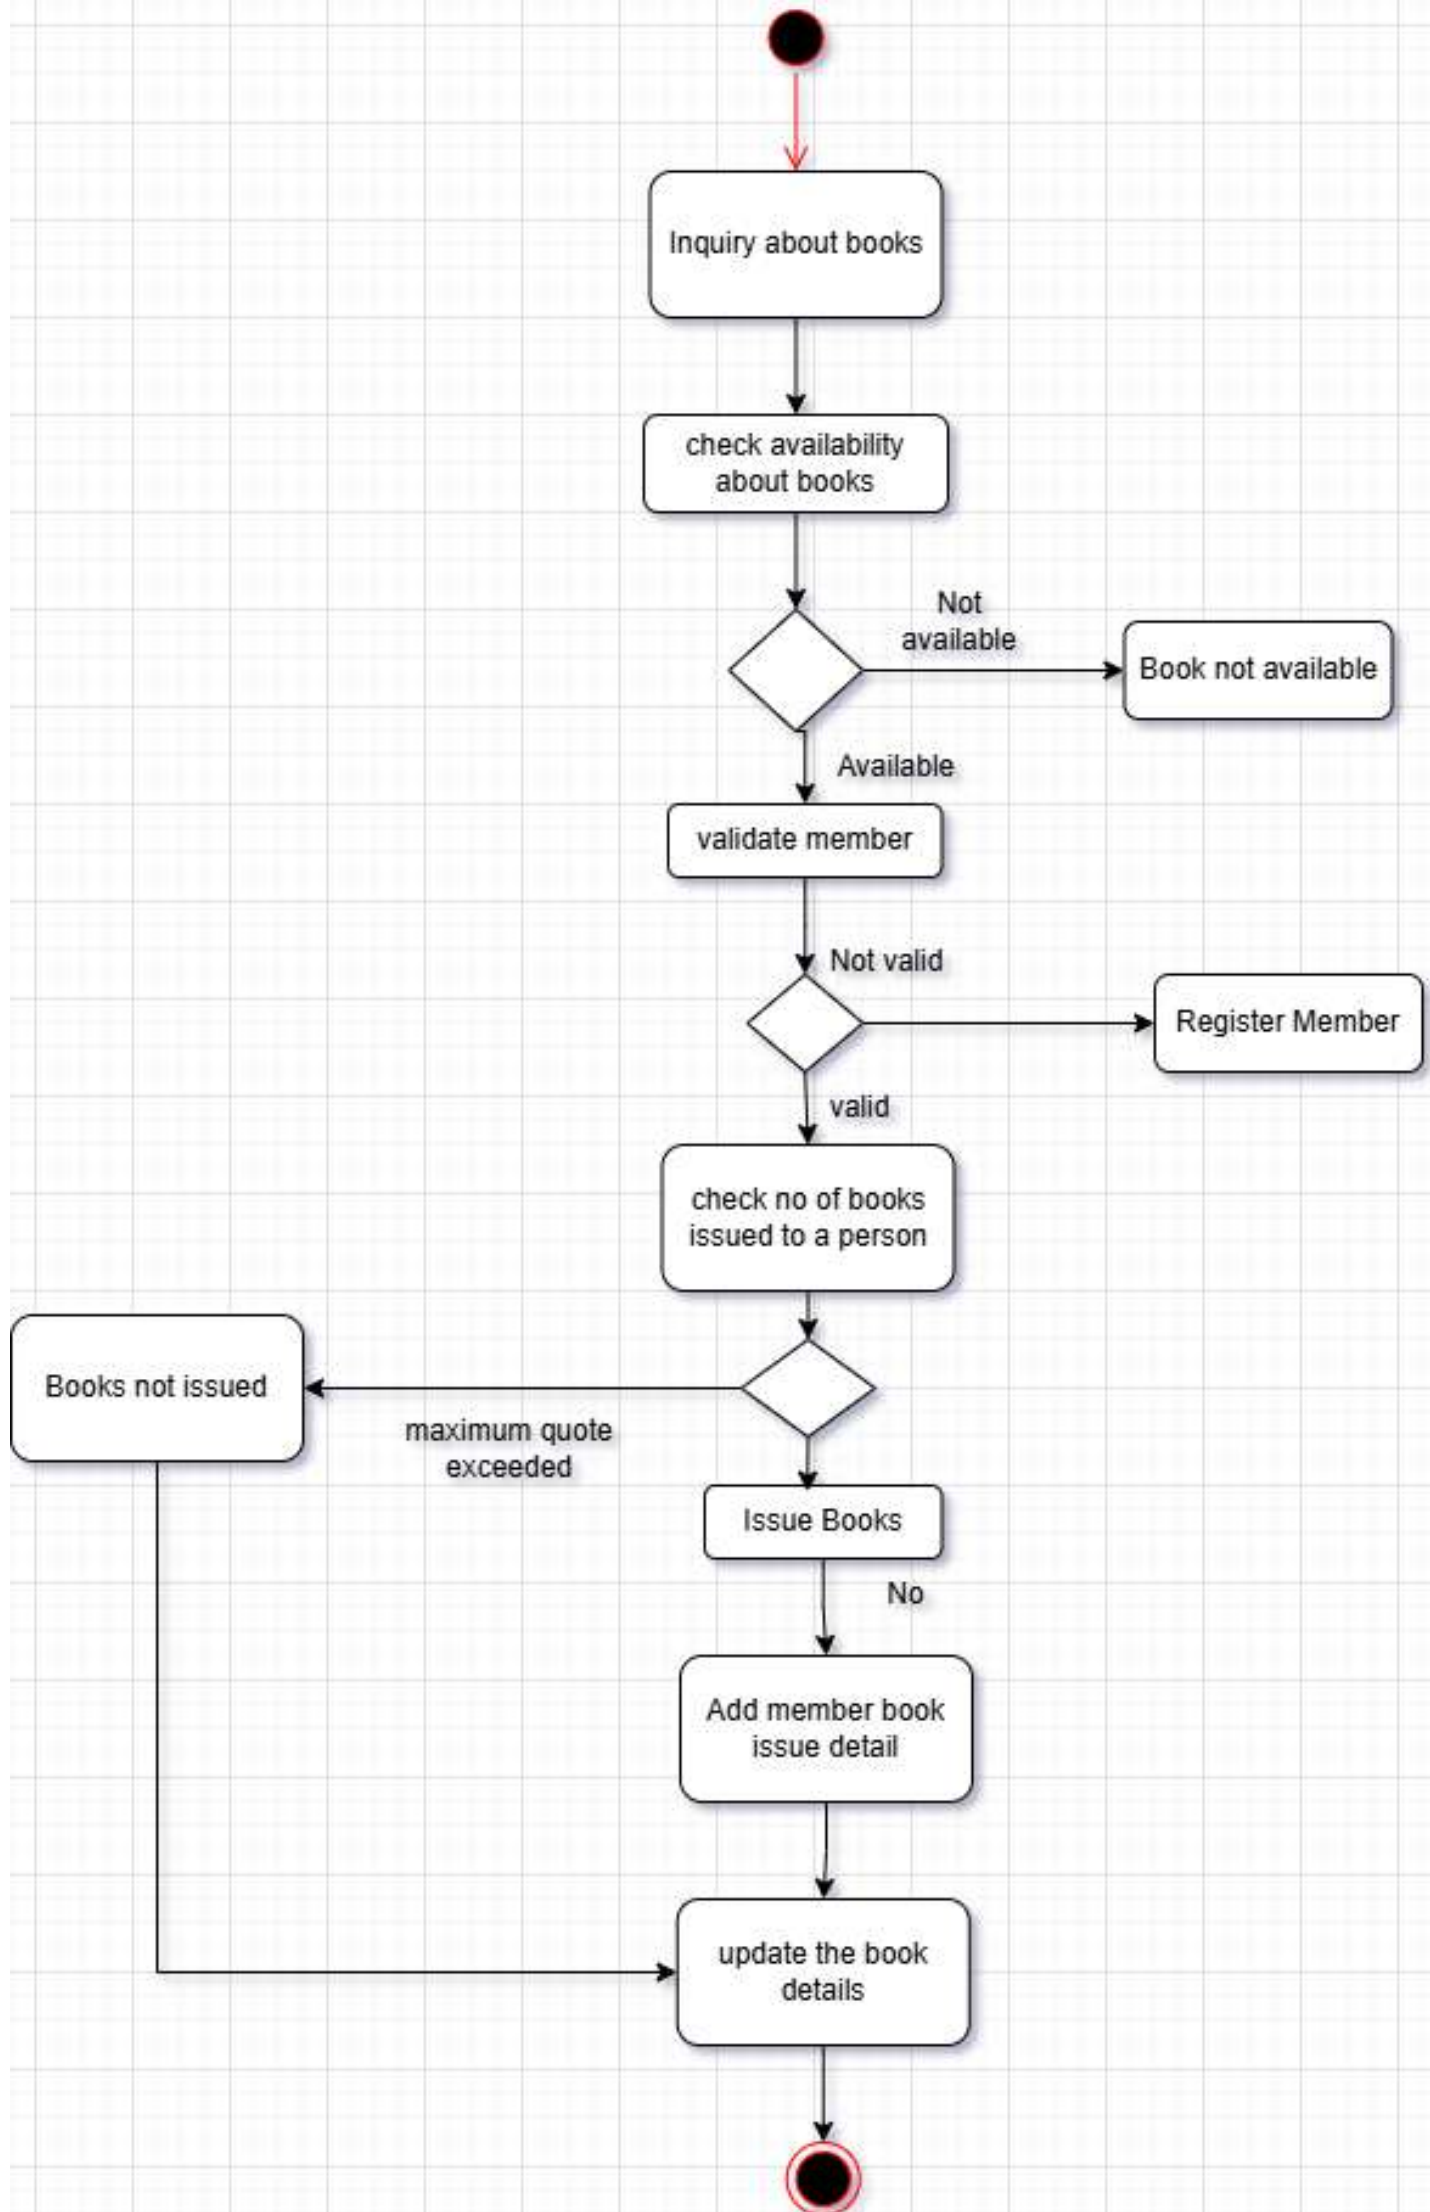 Inquiry about books
check availability
about books
Not
available
Book not available
Available
validate member
Not valid
Register Member
valid
check no of books
issued to a person
Books not issued
maximum quote
exceeded
Issue Books
No
Add member book
issue detail
update the book
details